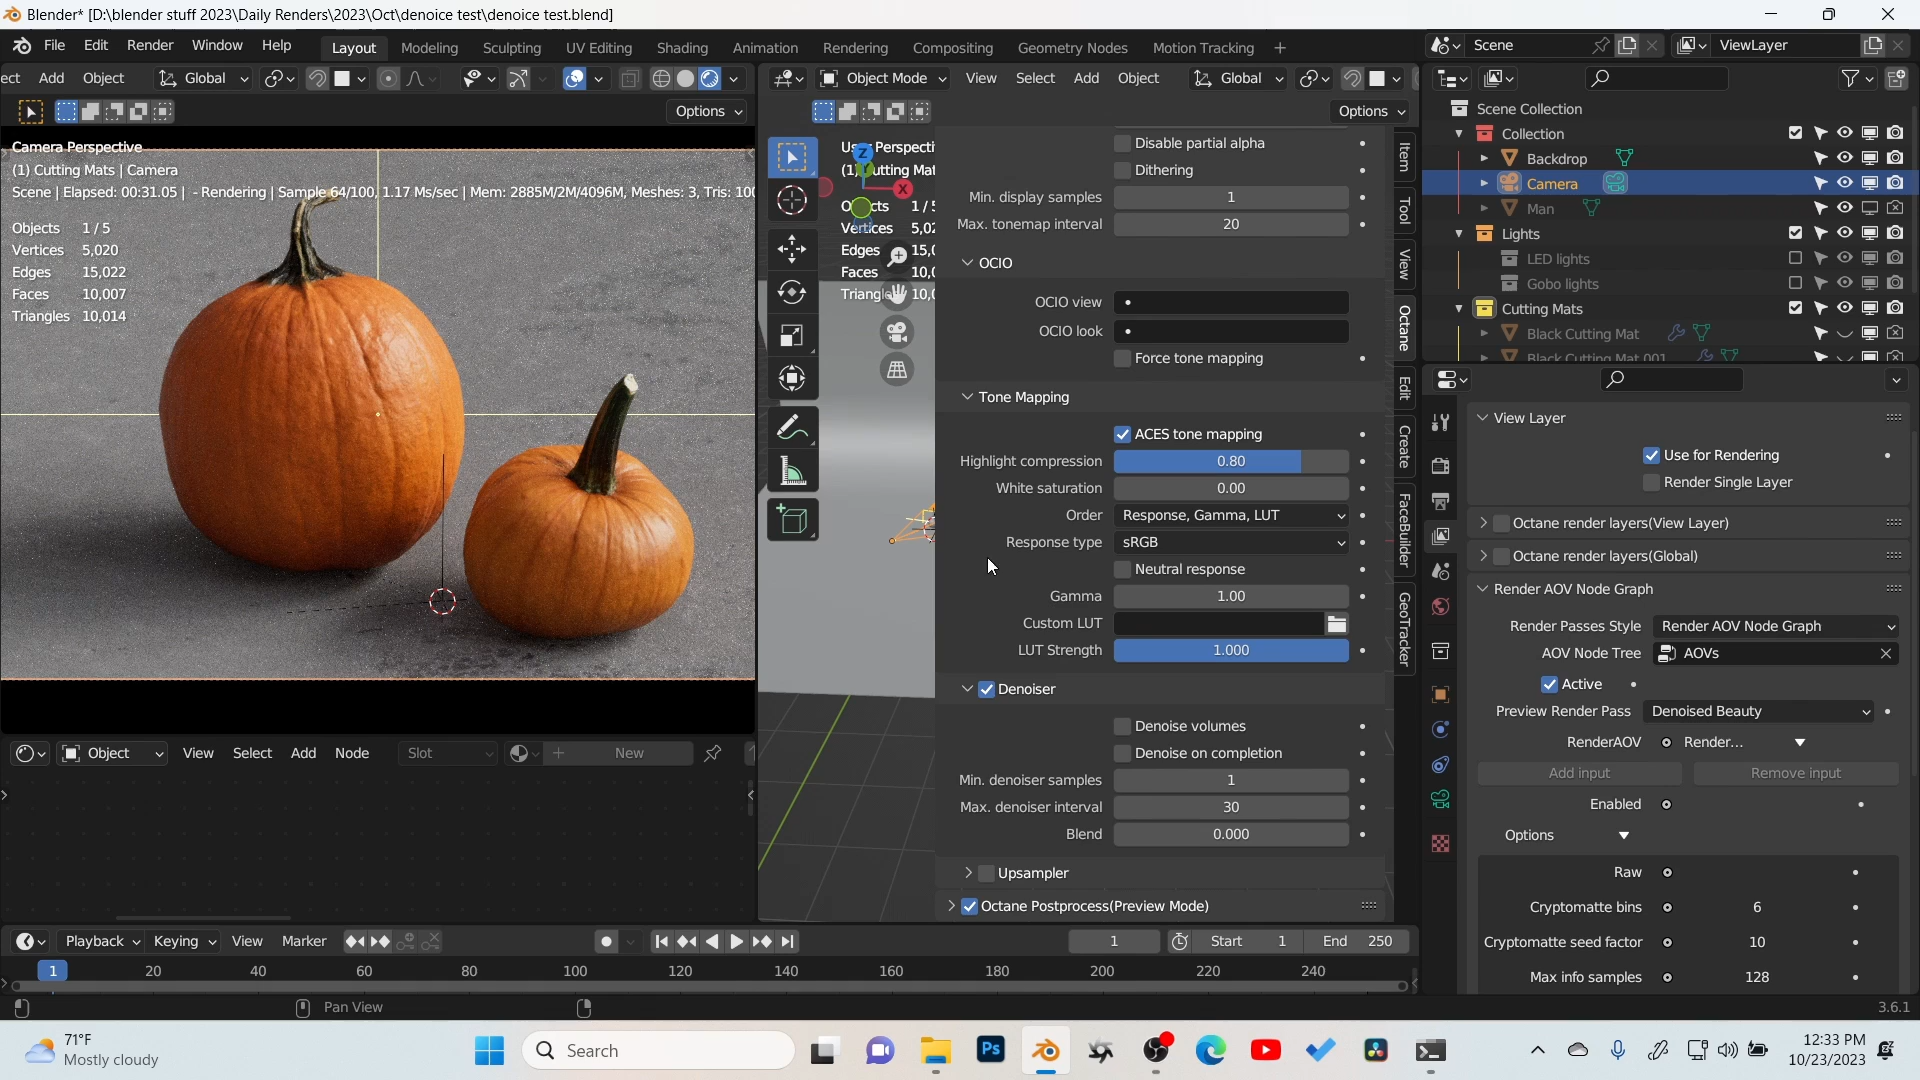 Blender* [D:\blender stuff 2023\Daily Renders\2023\Oct\denoice test\denoice test.blend]
File Edit Render Window Help Layout Modeling Sculpting UV Editing Shading Animation Rendering Compositing Geometry Nodes Motion Tracking + Scene ViewLayer
ect Add Object Global Object Mode View Select Add Object Global
Options Options
Camera Perspective
(1) Cutting Mats | Camera
Scene | Elapsed: 00:31.05 | - Rendering | Sample 64/100, 1.17 Ms/sec | Mem: 2885M/2M/4096M, Meshes: 3, Tris: 100
Objects 1/5
Vertices 5,020
Edges 15,022
Faces 10,007
Triangles 10,014
Perspecti
utting Mat
Z
X
1/5
Vertices 5,02
Edges 15,0
Faces 10,0
10,0
Disable partial alpha
Dithering
Min. display samples 1
Max. tonemap interval 20
OCIO
OCIO view
OCIO look
Force tone mapping
Tone Mapping
ACES tone mapping
Highlight compression 0.80
White saturation 0.00
Order Response, Gamma, LUT
Response type sRGB
Neutral response
Gamma 1.00
Custom LUT
LUT Strength 1.000
Denoiser
Denoise volumes
Denoise on completion
Min. denoiser samples 1
Max. denoiser interval 30
Blend 0.000
Upsampler
Octane Postprocess(Preview Mode)
Item
Tool
View
Octane
Edit
Create
FaceBuilder
GeoTracker
Scene Collection
Collection
Backdrop
Camera
Man
Lights
LED lights
Gobo lights
Cutting Mats
Black Cutting Mat
Black Cutting Mat.001
View Layer
Use for Rendering
Render Single Layer
Octane render layers(View Layer)
Octane render layers(Global)
Render AOV Node Graph
Render Passes Style Render AOV Node Graph
AOV Node Tree AOVs
Active
Preview Render Pass Denoised Beauty
RenderAOV Render...
Add input Remove input
Enabled
Options
Raw
Cryptomatte bins 6
Cryptomatte seed factor 10
Max info samples 128
Object View Select Add Node Slot New
Playback Keying View Marker 1 Start 1 End 250
1 20 40 60 80 100 120 140 160 180 200 220 240
Pan View 3.6.1
71°F
Mostly cloudy
Search
Ps
12:33 PM
10/23/2023